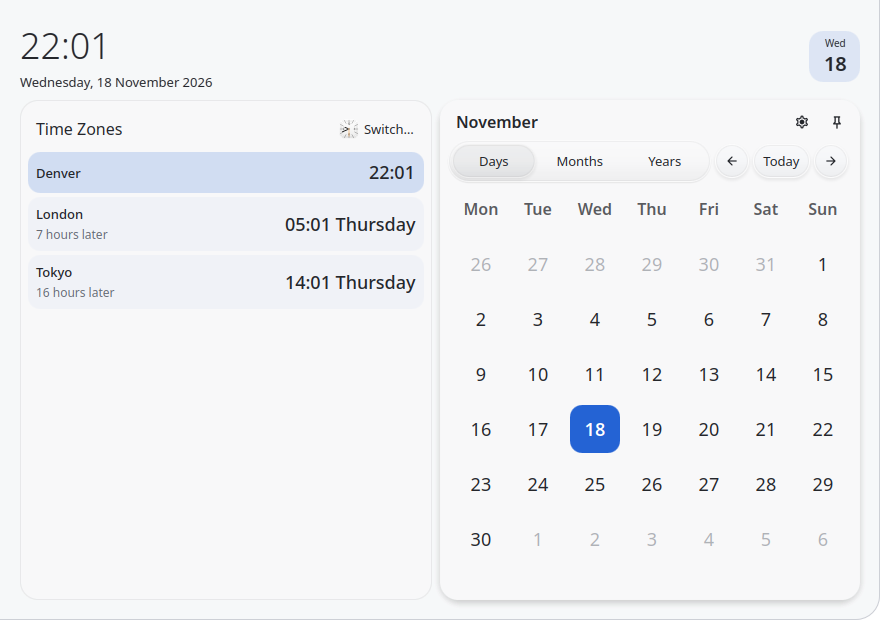 22:01
Wednesday, 18 November 2026
Wed
18
Time Zones
Switch...
Denver
22:01
London
7 hours later
05:01 Thursday
Tokyo
16 hours later
14:01 Thursday
November
Days Months Years Today
Mon Tue Wed Thu Fri Sat Sun
26 27 28 29 30 31 1
2 3 4 5 6 7 8
9 10 11 12 13 14 15
16 17 18 19 20 21 22
23 24 25 26 27 28 29
30 1 2 3 4 5 6